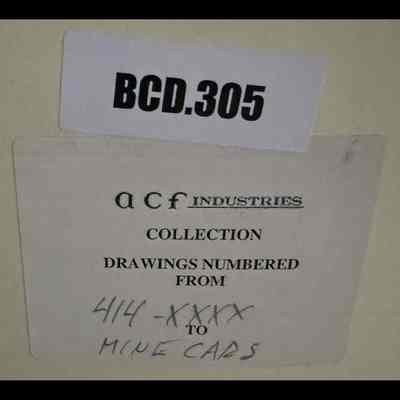 BCD.305
acf INDUSTRIES
COLLECTION
DRAWINGS NUMBERED
FROM
414-XXXX
TO
MINE CARS